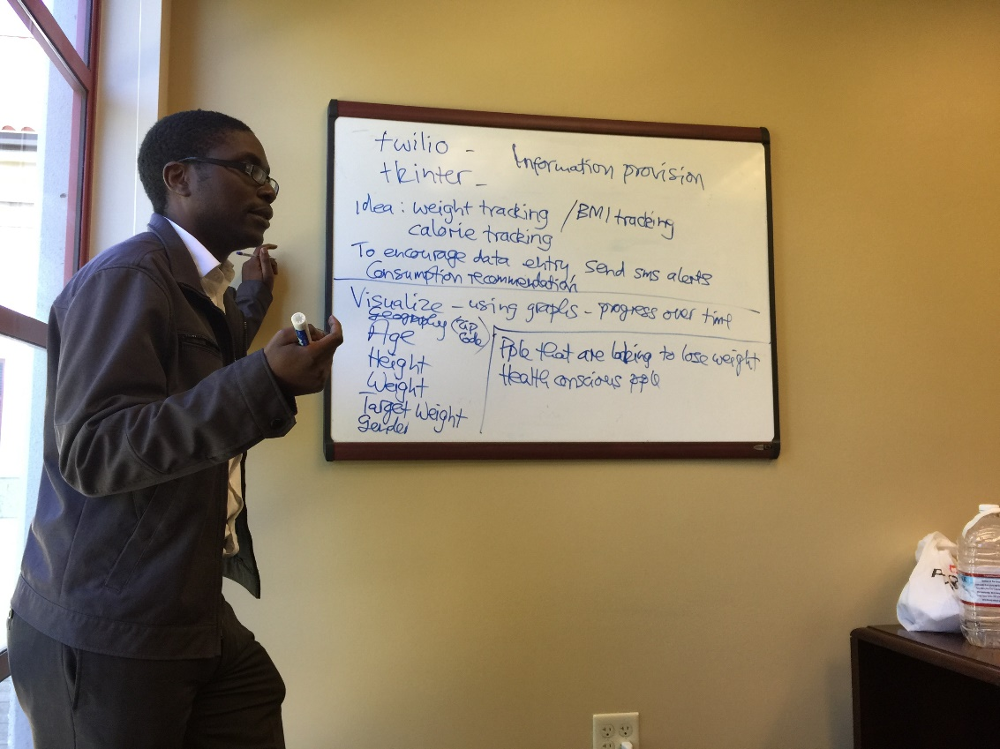 twilio -
tkinter -
Information provision
Idea: weight tracking / BMI tracking
calorie tracking
To encourage data entry send sms alerts
Consumption recommendation
Visualize - using graphs - progress over time
Geography (ZIP Code)
Age
Height
Weight
Target Weight
Gender
Pple that are looking to lose weight
Health conscious pple